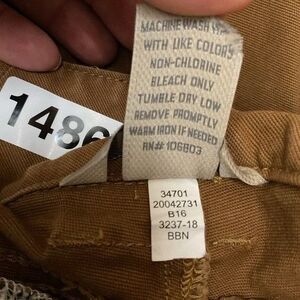 MACHINE WASH
WITH LIKE COLORS
NON-CHLORINE
BLEACH ONLY
TUMBLE DRY LOW
REMOVE PROMPTLY
WARM IRON IF NEEDED
RN# 106803
1486
34701
20042731
B16
3237-18
BBN